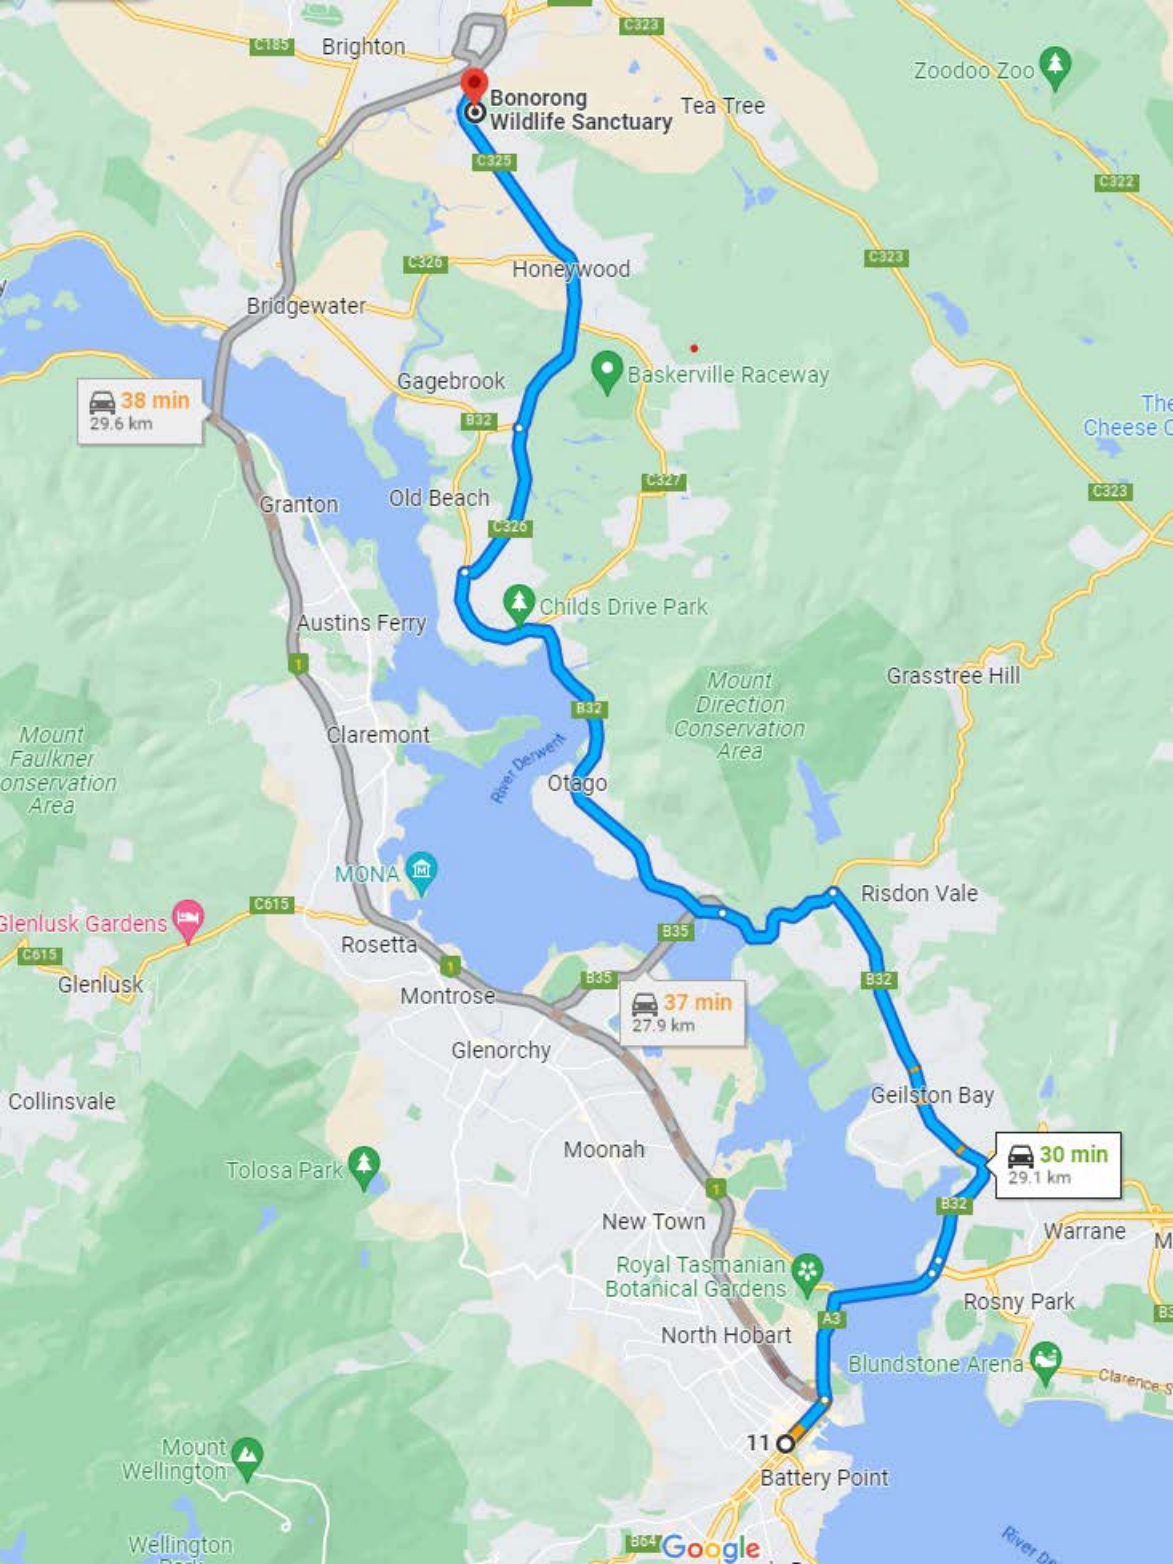 C323
C185
Brighton
Zoodoo Zoo
Bonorong
Wildlife Sanctuary
Tea Tree
C325
C322
C326
C323
Honeywood
Bridgewater
Gagebrook
Baskerville Raceway
38 min
29.6 km
B32
The
Cheese C
C327
C323
Old Beach
Granton
C326
Childs Drive Park
Austins Ferry
1
Grasstree Hill
Mount
Direction
Conservation
Area
B32
Mount
Faulkner
onservation
Area
Claremont
River Derwent
Otago
MONA
Risdon Vale
C615
Glenlusk Gardens
B35
Rosetta
C615
1
B35
B32
Glenlusk
Montrose
37 min
27.9 km
Glenorchy
Collinsvale
Geilston Bay
Moonah
30 min
29.1 km
Tolosa Park
1
B32
New Town
Warrane
M
Royal Tasmanian
Botanical Gardens
Rosny Park
A3
B3
North Hobart
Blundstone Arena
Clarence S
11
Mount
Wellington
Battery Point
B64
Google
River De
Wellington